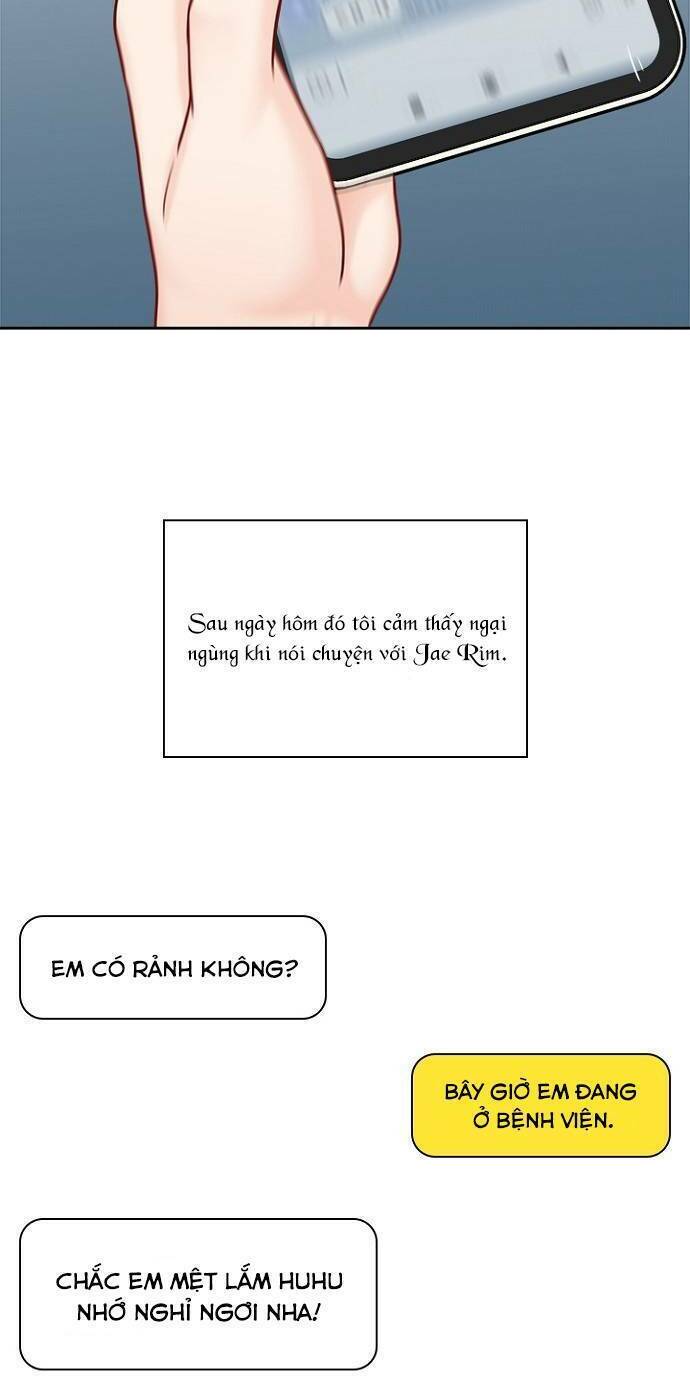 Sau ngày hôm đó tôi cảm thấy ngại
ngùng khi nói chuyện với Jae Rim.
EM CÓ RẢNH KHÔNG?
BÂY GIỜ EM ĐANG
Ở BỆNH VIỆN.
CHẮC EM MỆT LẮM HUHU
NHỚ NGHỈ NGƠI NHA!